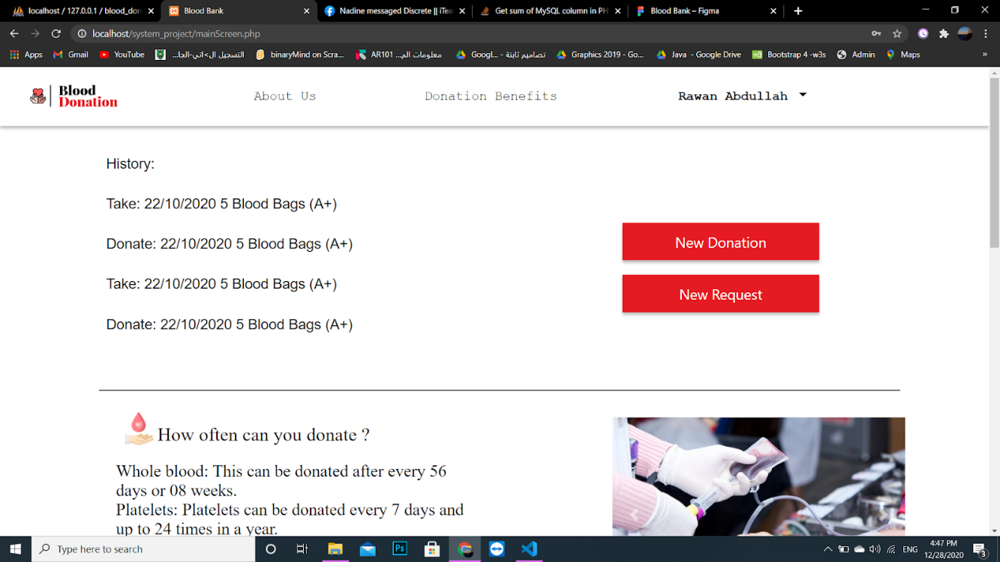 localhost / 127.0.0.1 / blood_don
Blood Bank
Nadine messaged Discrete || iTea
Get sum of MySQL column in PH
Blood Bank – Figma
localhost/system_project/mainScreen.php
Apps
Gmail
YouTube
التسجيل ال<اتي-الجا...
binaryMind on Scra...
AR101 معلومات الم...
تصاميم ثابتة - Googl...
Graphics 2019 - Go...
Java - Google Drive
Bootstrap 4 -w3s
Admin
Maps
»
Blood
Donation
About Us
Donation Benefits
Rawan Abdullah
History:
Take: 22/10/2020 5 Blood Bags (A+)
Donate: 22/10/2020 5 Blood Bags (A+)
Take: 22/10/2020 5 Blood Bags (A+)
Donate: 22/10/2020 5 Blood Bags (A+)
New Donation
New Request
How often can you donate ?
Whole blood: This can be donated after every 56
days or 08 weeks.
Platelets: Platelets can be donated every 7 days and
up to 24 times in a year.
Type here to search
Ps
ENG
4:47 PM
12/28/2020
3